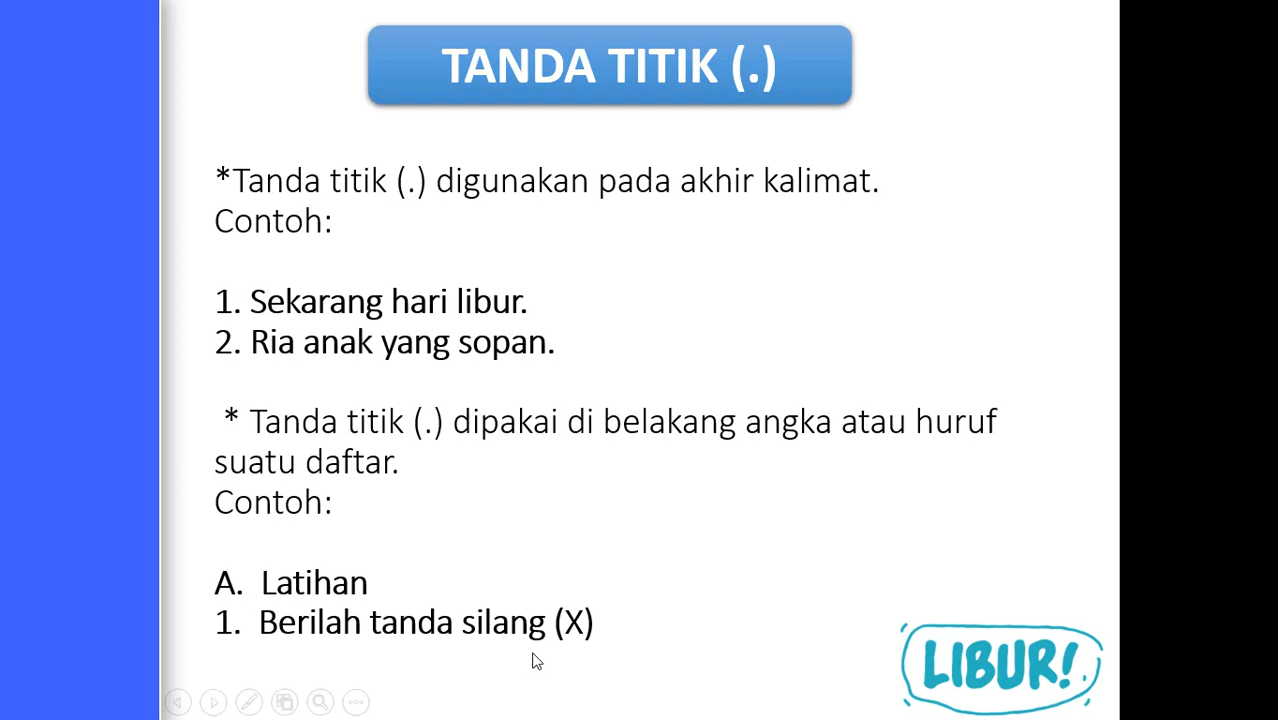 TANDA TITIK (.)
*Tanda titik (.) digunakan pada akhir kalimat.
Contoh:
1. Sekarang hari libur.
2. Ria anak yang sopan.
* Tanda titik (.) dipakai di belakang angka atau huruf
suatu daftar.
Contoh:
A. Latihan
1. Berilah tanda silang (X)
LIBUR!